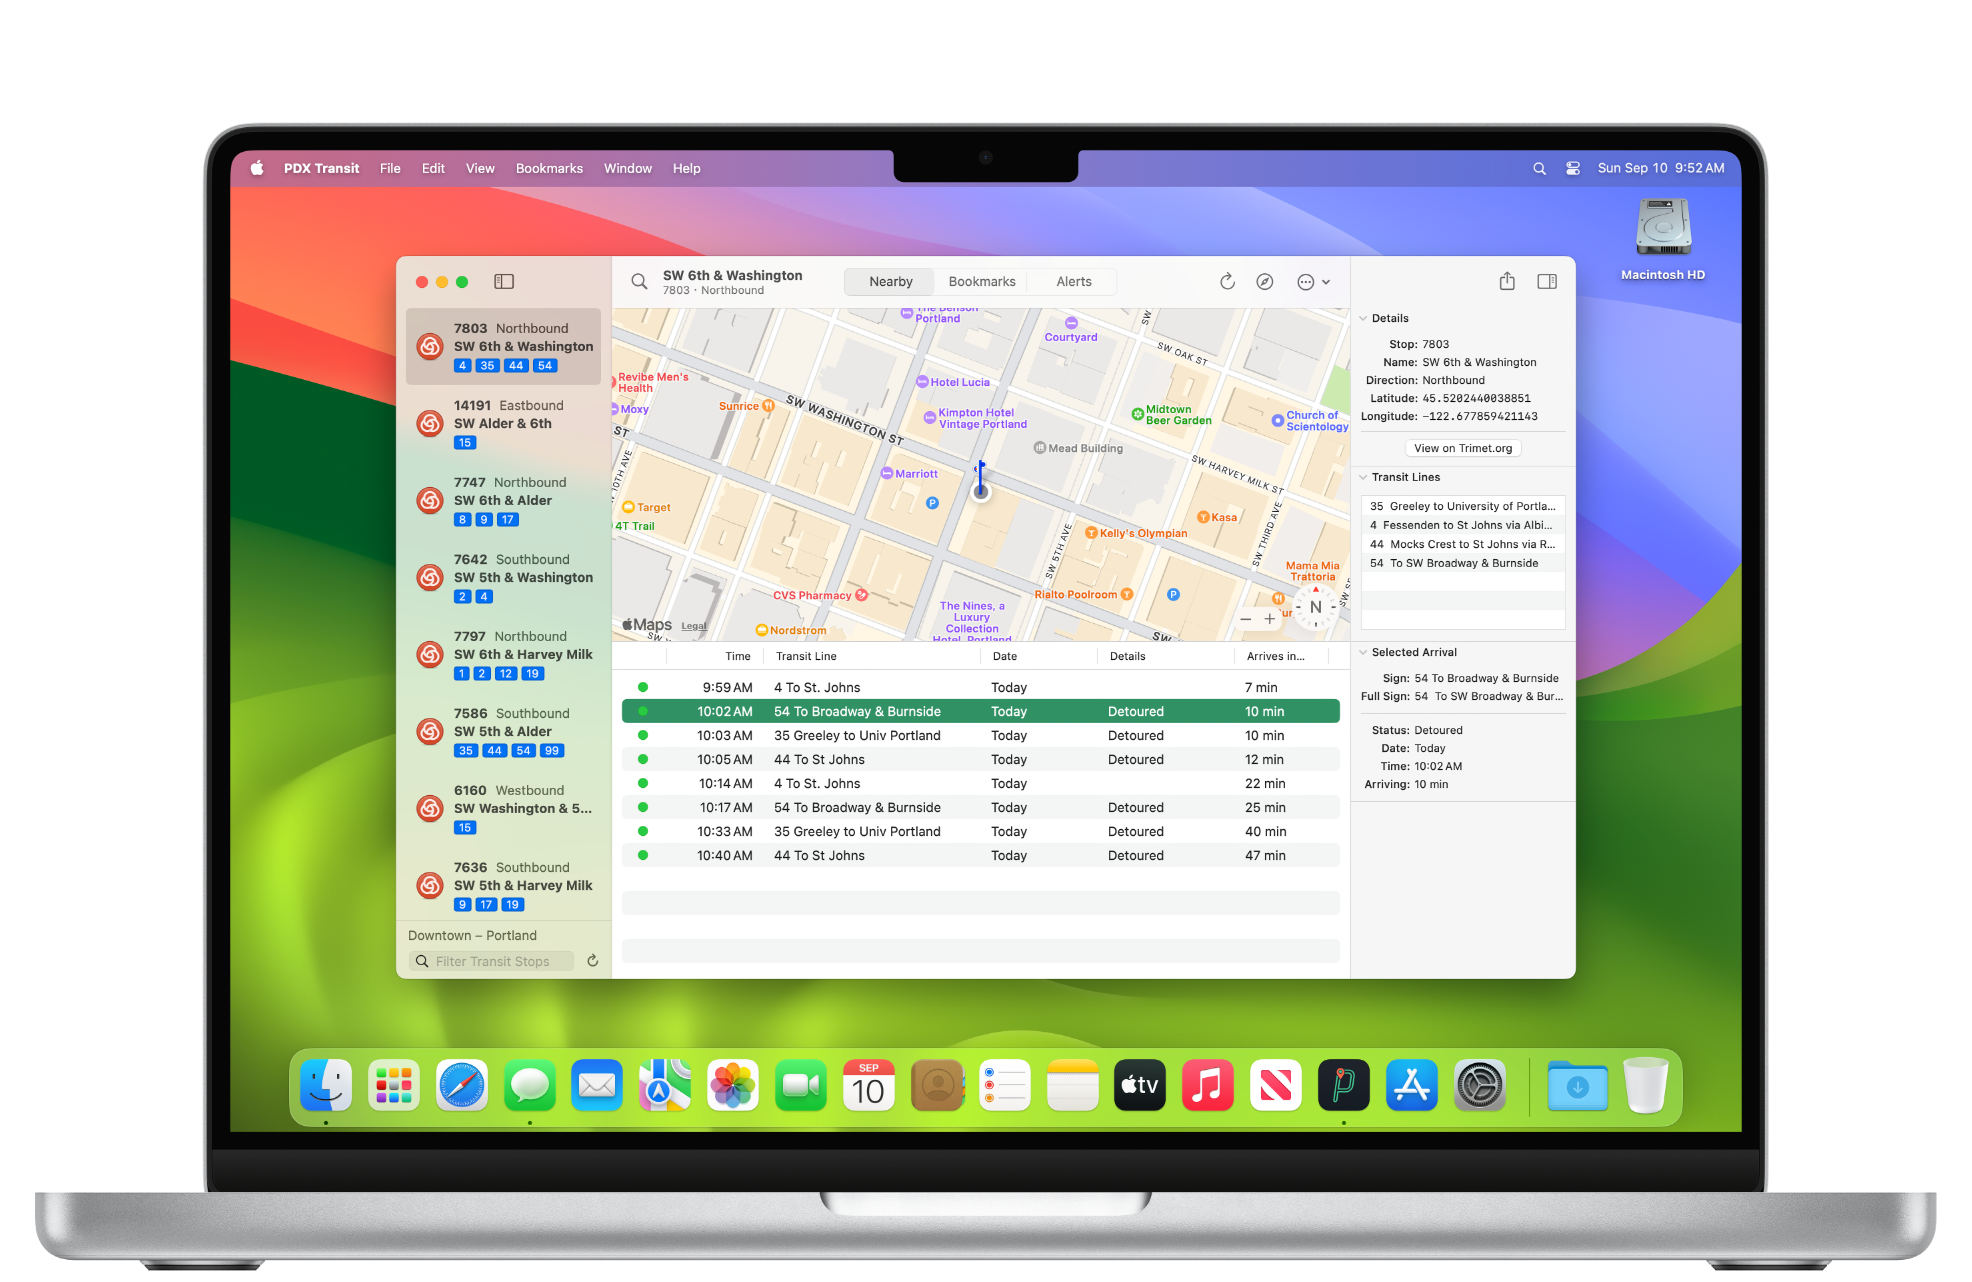 PDX Transit File Edit View Bookmarks Window Help
Sun Sep 10 9:52 AM
Macintosh HD
7803 Northbound
SW 6th & Washington
4 35 44 54
14191 Eastbound
SW Alder & 6th
15
7747 Northbound
SW 6th & Alder
8 9 17
7642 Southbound
SW 5th & Washington
2 4
7797 Northbound
SW 6th & Harvey Milk
1 2 12 19
7586 Southbound
SW 5th & Alder
35 44 54 99
6160 Westbound
SW Washington & 5...
15
7636 Southbound
SW 5th & Harvey Milk
9 17 19
Downtown – Portland
Filter Transit Stops
SW 6th & Washington
7803 · Northbound
Nearby Bookmarks Alerts
The Benson
Portland
Courtyard
SW
SW OAK ST
Revibe Men's
Health
Hotel Lucia
Moxy
Sunrice
SW WASHINGTON ST
Kimpton Hotel
Vintage Portland
Midtown
Beer Garden
Church of
Scientology
ST
Mead Building
Marriott
SW HARVEY MILK ST
10TH AVE
P
Target
4T Trail
Kasa
Kelly's Olympian
SW 5TH AVE
SW THIRD AVE
Mama Mia
Trattoria
CVS Pharmacy
Rialto Poolroom
P
The Nines, a
Luxury
Collection
Hotel, Portland
N
Maps Legal
Nordstrom
SW
SW
Time Transit Line Date Details Arrives in...
9:59 AM 4 To St. Johns Today 7 min
10:02 AM 54 To Broadway & Burnside Today Detoured 10 min
10:03 AM 35 Greeley to Univ Portland Today Detoured 10 min
10:05 AM 44 To St Johns Today Detoured 12 min
10:14 AM 4 To St. Johns Today 22 min
10:17 AM 54 To Broadway & Burnside Today Detoured 25 min
10:33 AM 35 Greeley to Univ Portland Today Detoured 40 min
10:40 AM 44 To St Johns Today Detoured 47 min
Details
Stop: 7803
Name: SW 6th & Washington
Direction: Northbound
Latitude: 45.5202440038851
Longitude: −122.677859421143
View on Trimet.org
Transit Lines
35 Greeley to University of Portla...
4 Fessenden to St Johns via Albi...
44 Mocks Crest to St Johns via R...
54 To SW Broadway & Burnside
Selected Arrival
Sign: 54 To Broadway & Burnside
Full Sign: 54 To SW Broadway & Bur...
Status: Detoured
Date: Today
Time: 10:02 AM
Arriving: 10 min
SEP
10
tv